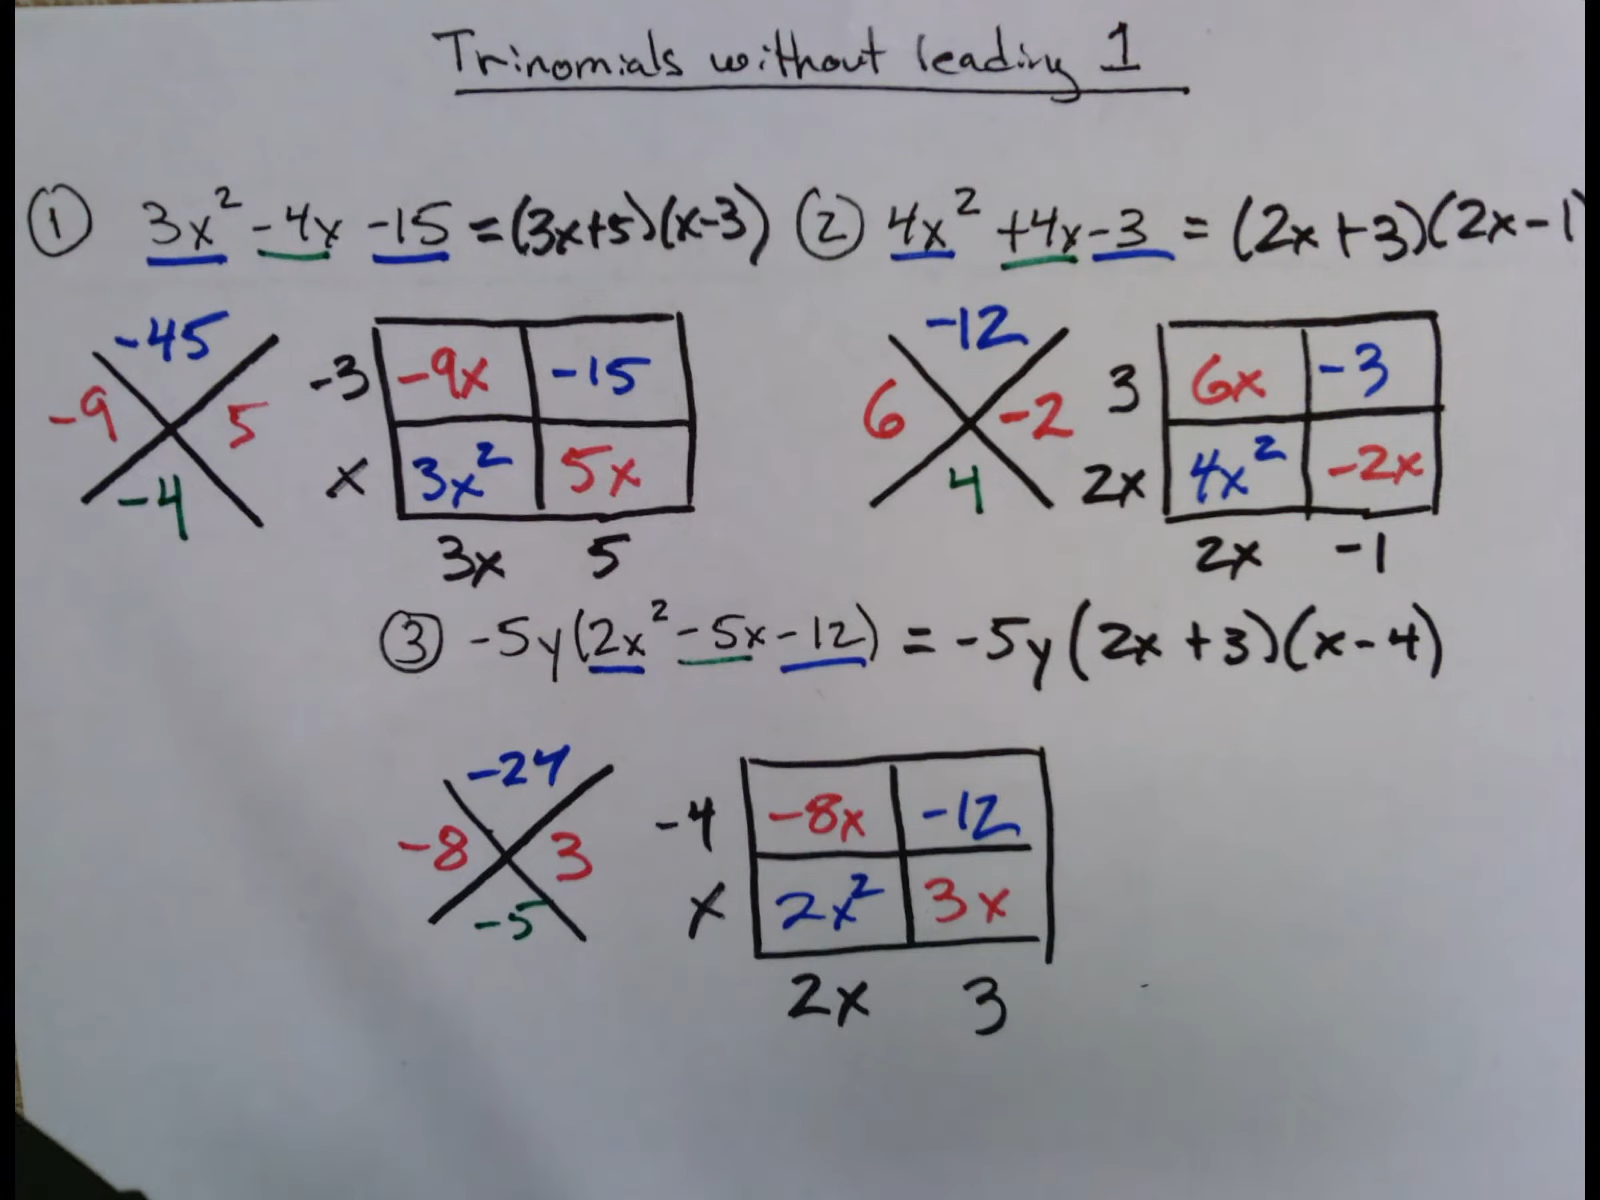 Trinomials without leading 1
① 3x² -4x -15 = (3x+5)(x-3)
② 4x² +4x-3 = (2x+3)(2x-1)
-45
-9 5
-4
-3 -9x -15
x 3x² 5x
3x 5
-12
6 -2
4
3 6x -3
2x 4x² -2x
2x -1
③ -5y(2x² -5x-12) = -5y(2x+3)(x-4)
-24
-8 3
-5
-4 -8x -12
x 2x² 3x
2x 3